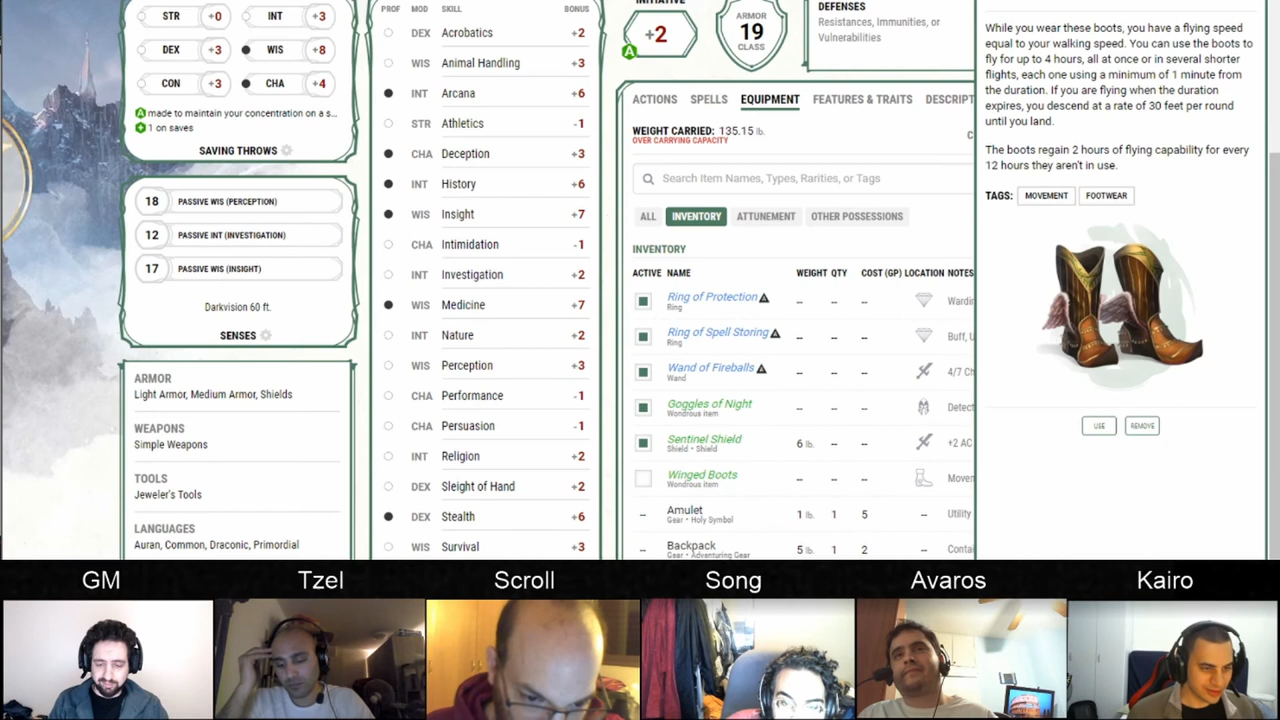 STR +0 INT +3
DEX +3 WIS +8
CON +3 CHA +4
made to maintain your concentration on a s...
1 on saves
SAVING THROWS
18 PASSIVE WIS (PERCEPTION)
12 PASSIVE INT (INVESTIGATION)
17 PASSIVE WIS (INSIGHT)
Darkvision 60 ft.
SENSES
ARMOR
Light Armor, Medium Armor, Shields
WEAPONS
Simple Weapons
TOOLS
Jeweler's Tools
LANGUAGES
Auran, Common, Draconic, Primordial
PROF MOD SKILL BONUS
DEX Acrobatics +2
WIS Animal Handling +3
INT Arcana +6
STR Athletics -1
CHA Deception +3
INT History +6
WIS Insight +7
CHA Intimidation -1
INT Investigation +2
WIS Medicine +7
INT Nature +2
WIS Perception +3
CHA Performance -1
CHA Persuasion -1
INT Religion +2
DEX Sleight of Hand +2
DEX Stealth +6
WIS Survival +3
INITIATIVE
+2
A
ARMOR
19
CLASS
DEFENSES
Resistances, Immunities, or
Vulnerabilities
ACTIONS SPELLS EQUIPMENT FEATURES & TRAITS DESCRIPT
WEIGHT CARRIED: 135.15 lb.
OVER CARRYING CAPACITY
C
Search Item Names, Types, Rarities, or Tags
ALL INVENTORY ATTUNEMENT OTHER POSSESSIONS
INVENTORY
ACTIVE NAME WEIGHT QTY COST (GP) LOCATION NOTES
Ring of Protection -- -- -- Wardin
Ring
Ring of Spell Storing -- -- -- Buff, U
Ring
Wand of Fireballs -- -- -- 4/7 Ch
Wand
Goggles of Night -- -- -- Detect
Wondrous item
Sentinel Shield 6 lb. -- -- +2 AC
Shield • Shield
Winged Boots -- -- -- Movem
Wondrous item
-- Amulet 1 lb. 1 5 -- Utility
Gear • Holy Symbol
-- Backpack 5 lb. 1 2 -- Contai
Gear • Adventuring Gear
While you wear these boots, you have a flying speed
equal to your walking speed. You can use the boots to
fly for up to 4 hours, all at once or in several shorter
flights, each one using a minimum of 1 minute from
the duration. If you are flying when the duration
expires, you descend at a rate of 30 feet per round
until you land.
The boots regain 2 hours of flying capability for every
12 hours they aren't in use.
TAGS: MOVEMENT FOOTWEAR
USE REMOVE
GM Tzel Scroll Song Avaros Kairo